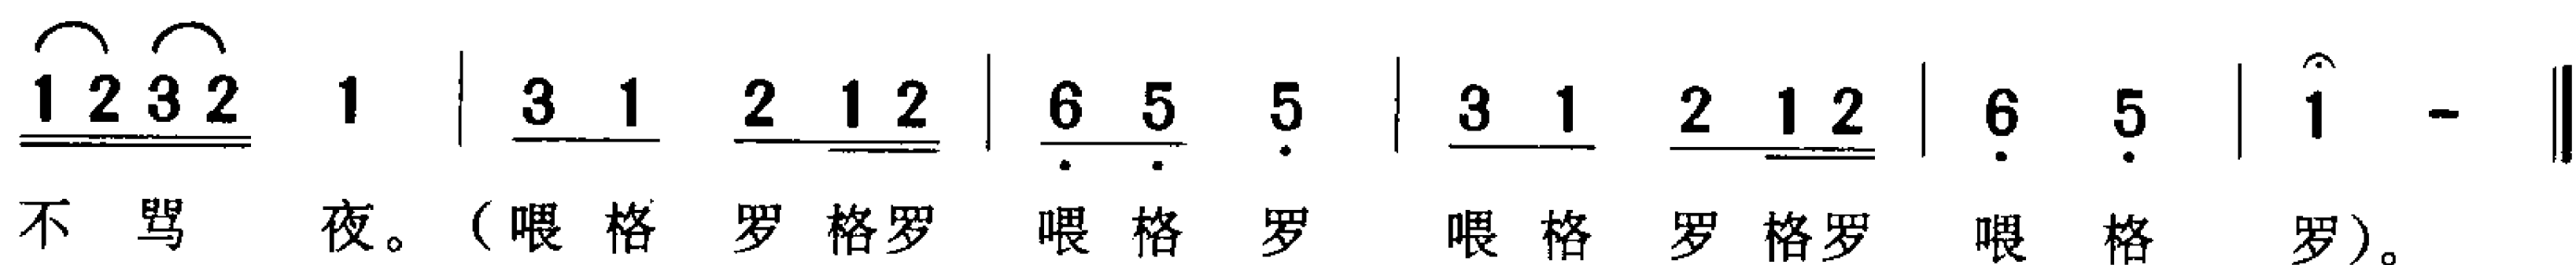 1 2 3 2 1 | 3 1 2 1 2 | 6 5 5 | 3 1 2 1 2 | 6 5 | 1 - ‖
不 骂 夜。（喂 格 罗 格罗 喂 格 罗 喂 格 罗 格罗 喂 格 罗）。